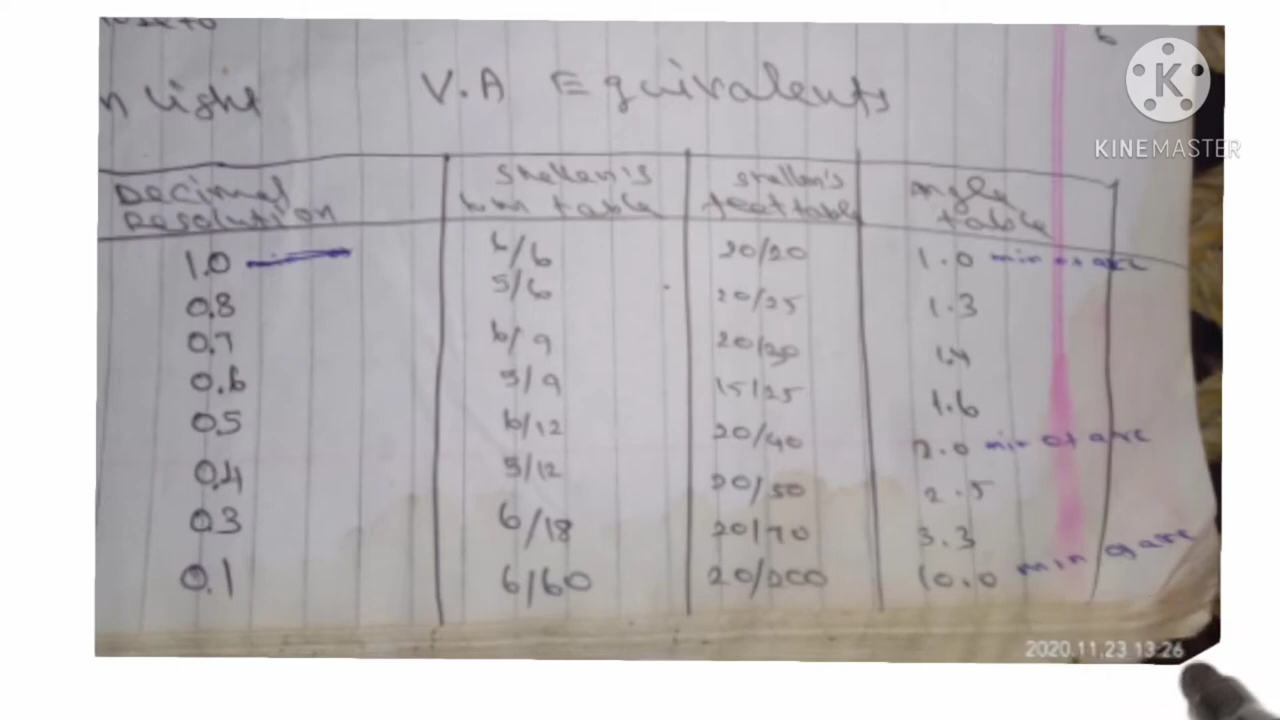 n light V.A Equivalents
Decimal Resolution | Snellen's 6m table | Snellen's feet table | Angle table
1.0 | 6/6 | 20/20 | 1.0 min of arc
0.8 | 5/6 | 20/25 | 1.3
0.7 | 6/9 | 20/30 | 1.4
0.6 | 5/9 | 15/25 | 1.6
0.5 | 6/12 | 20/40 | 2.0 min of arc
0.4 | 5/12 | 20/50 | 2.5
0.3 | 6/18 | 20/70 | 3.3
0.1 | 6/60 | 20/200 | 10.0 min of arc
K
KINEMASTER
2020.11.23 13:26